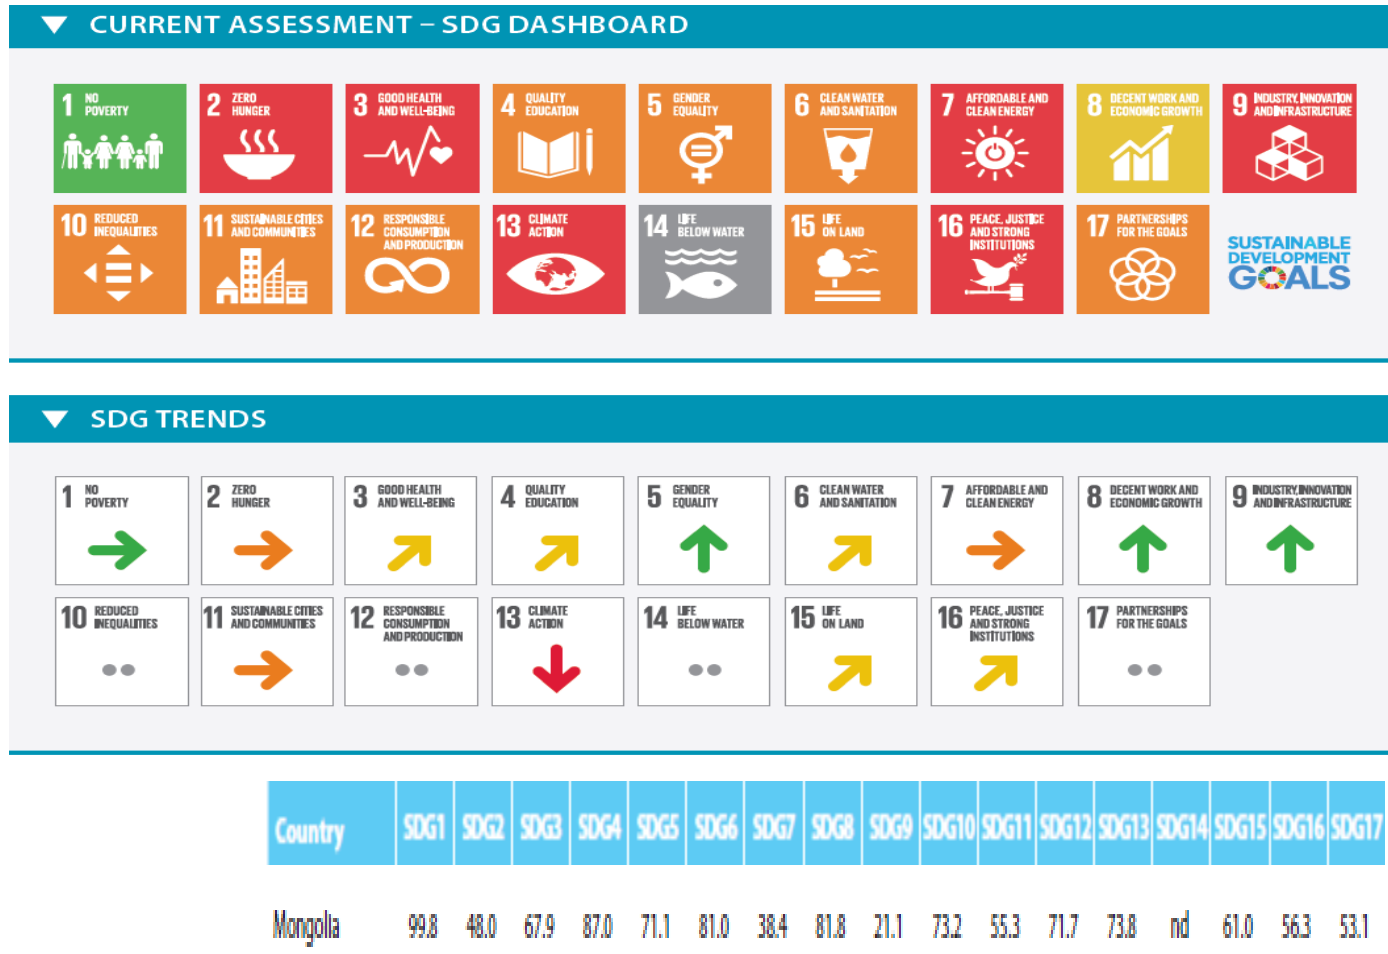 CURRENT ASSESSMENT – SDG DASHBOARD
1 NO POVERTY
2 ZERO HUNGER
3 GOOD HEALTH AND WELL-BEING
4 QUALITY EDUCATION
5 GENDER EQUALITY
6 CLEAN WATER AND SANITATION
7 AFFORDABLE AND CLEAN ENERGY
8 DECENT WORK AND ECONOMIC GROWTH
9 INDUSTRY, INNOVATION AND INFRASTRUCTURE
10 REDUCED INEQUALITIES
11 SUSTAINABLE CITIES AND COMMUNITIES
12 RESPONSIBLE CONSUMPTION AND PRODUCTION
13 CLIMATE ACTION
14 LIFE BELOW WATER
15 LIFE ON LAND
16 PEACE, JUSTICE AND STRONG INSTITUTIONS
17 PARTNERSHIPS FOR THE GOALS
SUSTAINABLE
DEVELOPMENT
GOALS
SDG TRENDS
1 NO POVERTY
2 ZERO HUNGER
3 GOOD HEALTH AND WELL-BEING
4 QUALITY EDUCATION
5 GENDER EQUALITY
6 CLEAN WATER AND SANITATION
7 AFFORDABLE AND CLEAN ENERGY
8 DECENT WORK AND ECONOMIC GROWTH
9 INDUSTRY, INNOVATION AND INFRASTRUCTURE
10 REDUCED INEQUALITIES
11 SUSTAINABLE CITIES AND COMMUNITIES
12 RESPONSIBLE CONSUMPTION AND PRODUCTION
13 CLIMATE ACTION
14 LIFE BELOW WATER
15 LIFE ON LAND
16 PEACE, JUSTICE AND STRONG INSTITUTIONS
17 PARTNERSHIPS FOR THE GOALS
Country SDG1 SDG2 SDG3 SDG4 SDG5 SDG6 SDG7 SDG8 SDG9 SDG10 SDG11 SDG12 SDG13 SDG14 SDG15 SDG16 SDG17
Mongolia 99.8 48.0 67.9 87.0 71.1 81.0 38.4 81.8 21.1 73.2 55.3 71.7 73.8 nd 61.0 56.3 53.1